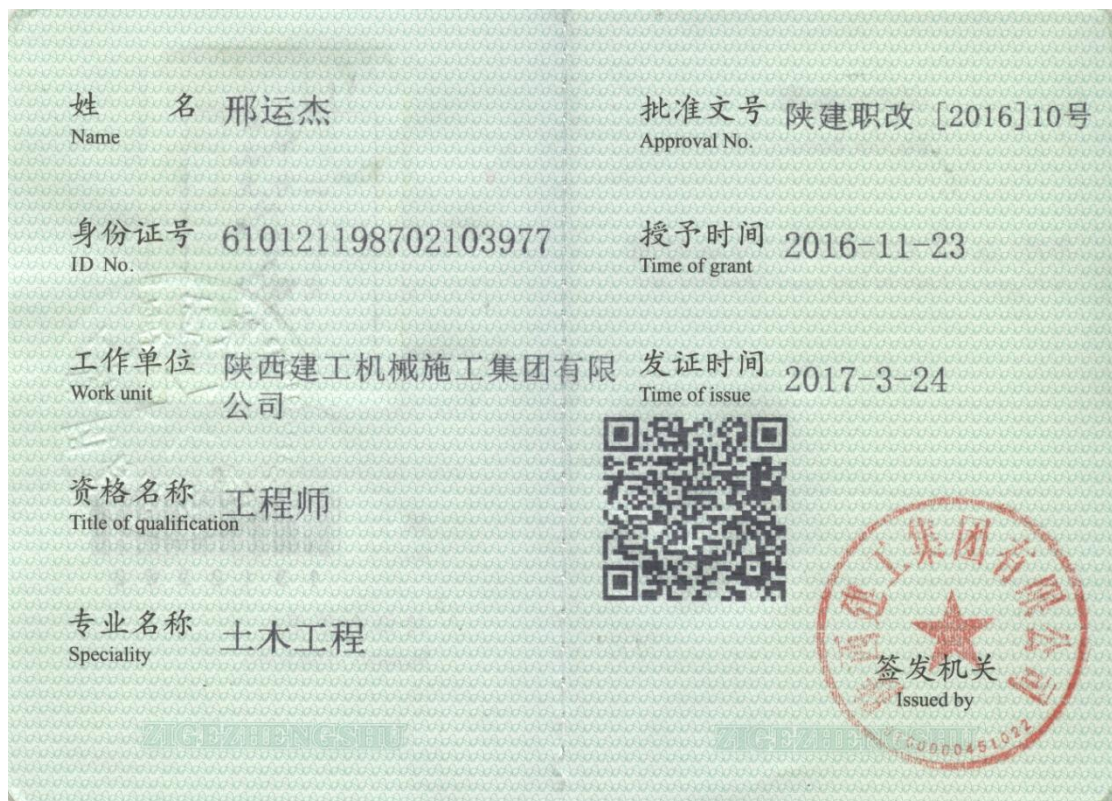 姓 名 邢运杰
Name
身份证号 610121198702103977
ID No.
工作单位 陕西建工机械施工集团有限
Work unit 公司
资格名称 工程师
Title of qualification
专业名称 土木工程
Speciality
ZIGEZHENGSHU
批准文号 陕建职改 [2016]10号
Approval No.
授予时间 2016-11-23
Time of grant
发证时间 2017-3-24
Time of issue
陕西建工集团有限公司
签发机关
Issued by
ZIGEZHENGSHU